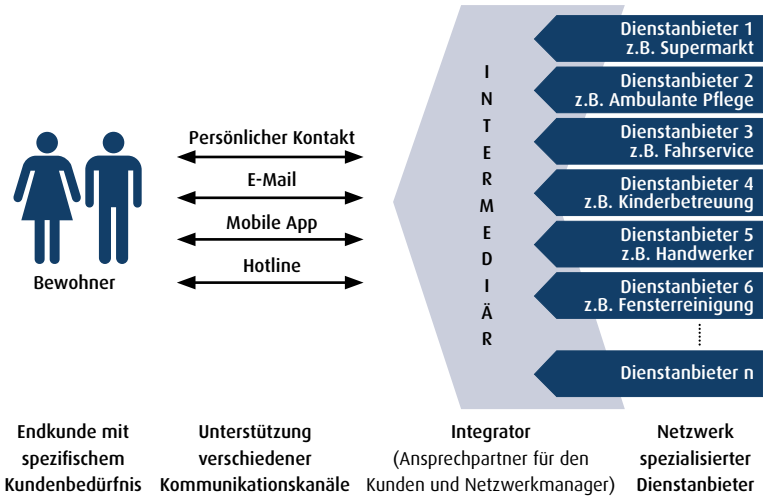 Bewohner
Persönlicher Kontakt
E-Mail
Mobile App
Hotline
INTERMEDIÄR
Dienstanbieter 1
z.B. Supermarkt
Dienstanbieter 2
z.B. Ambulante Pflege
Dienstanbieter 3
z.B. Fahrservice
Dienstanbieter 4
z.B. Kinderbetreuung
Dienstanbieter 5
z.B. Handwerker
Dienstanbieter 6
z.B. Fensterreinigung
Dienstanbieter n
Endkunde mit
spezifischem
Kundenbedürfnis
Unterstützung
verschiedener
Kommunikationskanäle
Integrator
(Ansprechpartner für den
Kunden und Netzwerkmanager)
Netzwerk
spezialisierter
Dienstanbieter